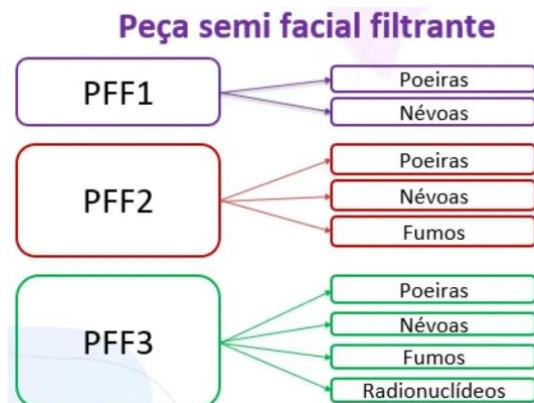 Peça semi facial filtrante
PFF1
Poeiras
Névoas
PFF2
Poeiras
Névoas
Fumos
PFF3
Poeiras
Névoas
Fumos
Radionuclídeos